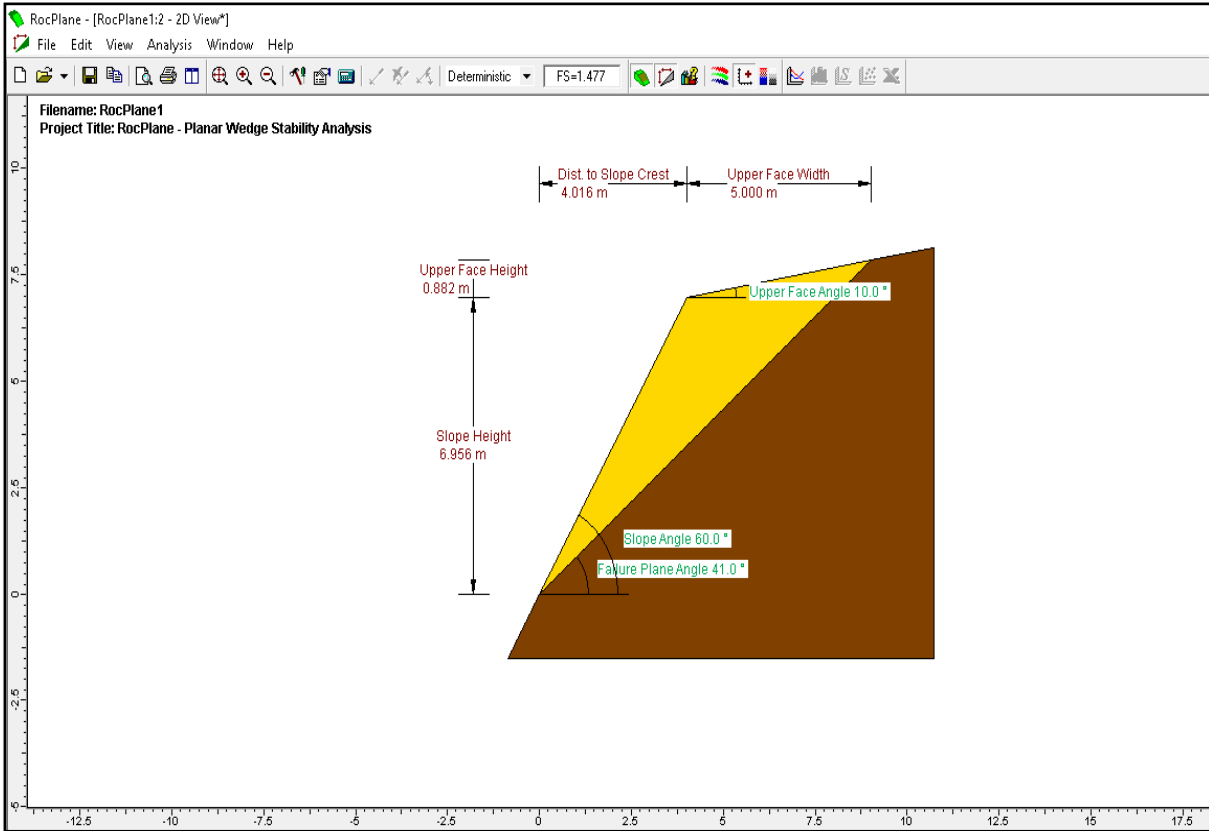 RocPlane - [RocPlane1:2 - 2D View*]
File Edit View Analysis Window Help
Deterministic FS=1.477
Filename: RocPlane1
Project Title: RocPlane - Planar Wedge Stability Analysis
Dist. to Slope Crest
4.016 m
Upper Face Width
5.000 m
Upper Face Height
0.882 m
Upper Face Angle 10.0 °
Slope Height
6.956 m
Slope Angle 60.0 °
Failure Plane Angle 41.0 °
10
7.5
5
2.5
0
-2.5
-5
-12.5 -10 -7.5 -5 -2.5 0 2.5 5 7.5 10 12.5 15 17.5